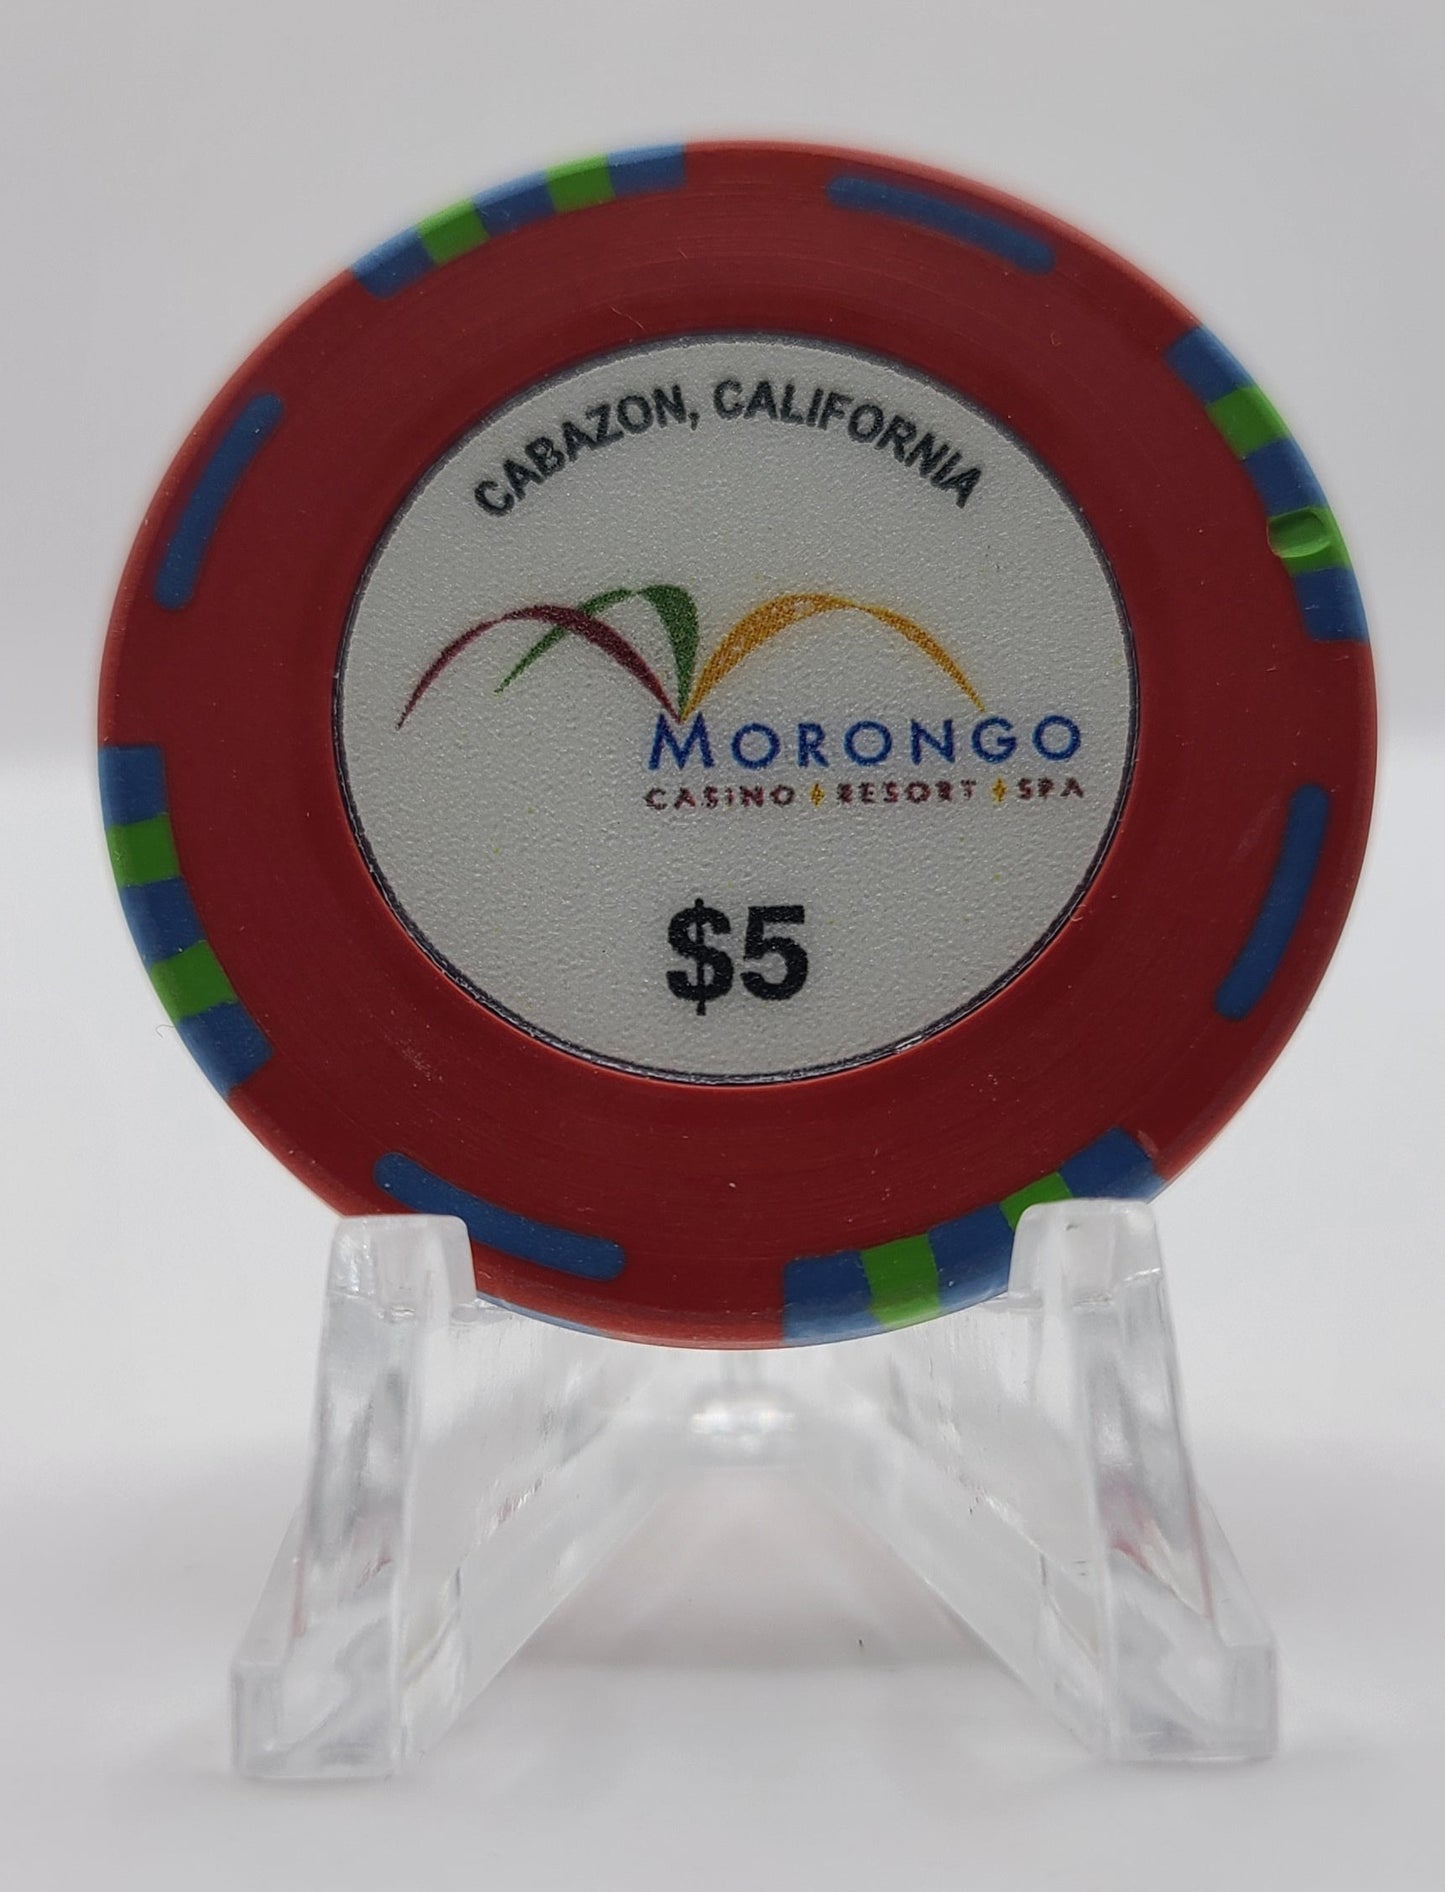 CABAZON, CALIFORNIA
MORONGO
CASINO RESORT SPA
$5